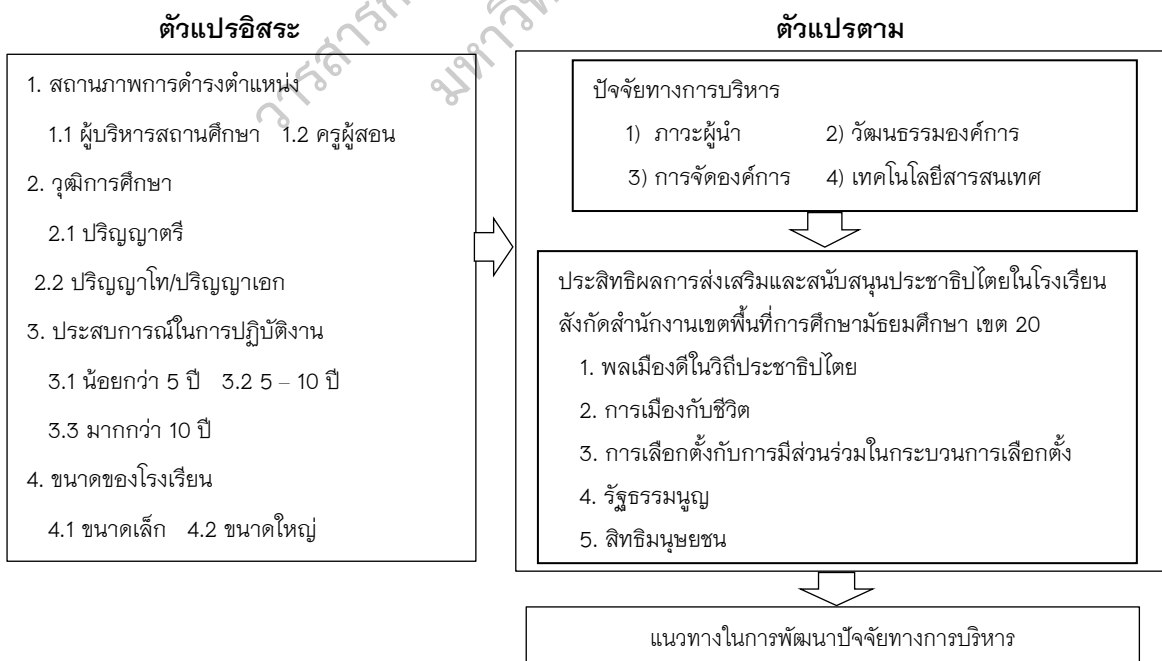 ตัวแปรอิสระ
1. สถานภาพการดำรงตำแหน่ง
1.1 ผู้บริหารสถานศึกษา 1.2 ครูผู้สอน
2. วุฒิการศึกษา
2.1 ปริญญาตรี
2.2 ปริญญาโท/ปริญญาเอก
3. ประสบการณ์ในการปฏิบัติงาน
3.1 น้อยกว่า 5 ปี 3.2 5 – 10 ปี
3.3 มากกว่า 10 ปี
4. ขนาดของโรงเรียน
4.1 ขนาดเล็ก 4.2 ขนาดใหญ่
ตัวแปรตาม
ปัจจัยทางการบริหาร
1) ภาวะผู้นำ 2) วัฒนธรรมองค์การ
3) การจัดองค์การ 4) เทคโนโลยีสารสนเทศ
ประสิทธิผลการส่งเสริมและสนับสนุนประชาธิปไตยในโรงเรียน
สังกัดสำนักงานเขตพื้นที่การศึกษามัธยมศึกษา เขต 20
1. พลเมืองดีในวิถีประชาธิปไตย
2. การเมืองกับชีวิต
3. การเลือกตั้งกับการมีส่วนร่วมในกระบวนการเลือกตั้ง
4. รัฐธรรมนูญ
5. สิทธิมนุษยชน
แนวทางในการพัฒนาปัจจัยทางการบริหาร